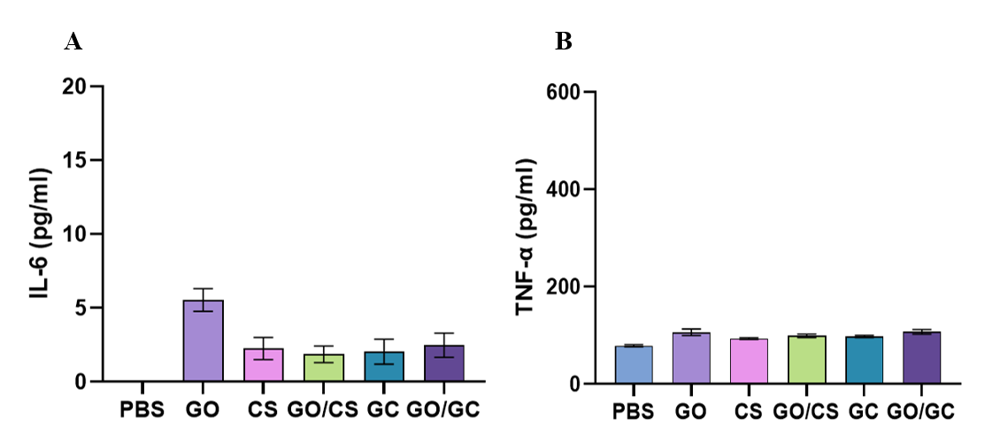 A
IL-6 (pg/ml)
20
15
10
5
0
PBS GO CS GO/CS GC GO/GC
B
TNF-α (pg/ml)
600
400
200
0
PBS GO CS GO/CS GC GO/GC